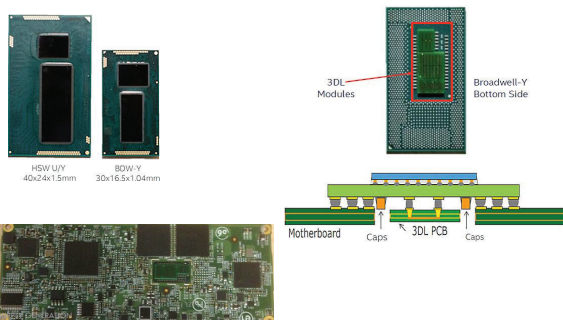 HSW U/Y
40x24x1.5mm
BDW-Y
30x16.5x1.04mm
3DL
Modules
Broadwell-Y
Bottom Side
Motherboard
Caps
3DL PCB
Caps